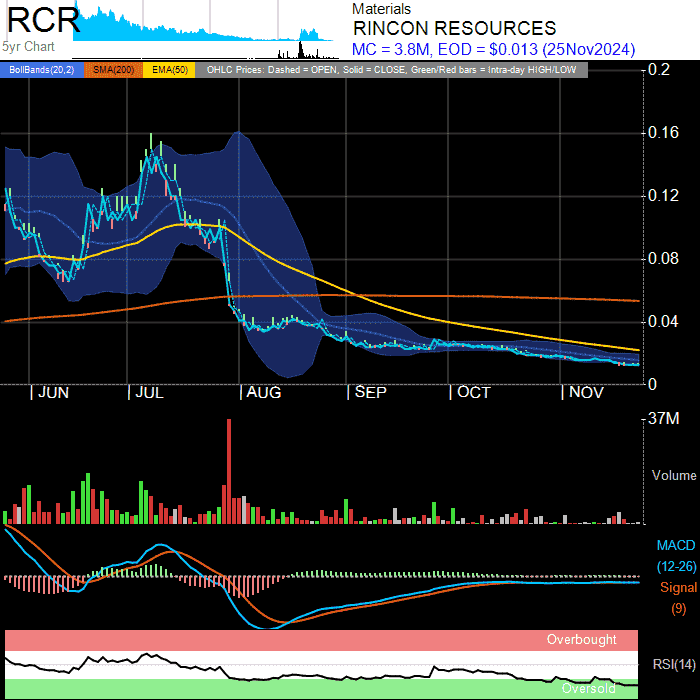 RCR
5yr Chart
Materials
RINCON RESOURCES
MC = 3.8M, EOD = $0.013 (25Nov2024)
BollBands(20,2) SMA(200) EMA(50) OHLC Prices: Dashed = OPEN, Solid = CLOSE, Green/Red bars = Intra-day HIGH/LOW
0.2
0.16
0.12
0.08
0.04
0
JUN JUL AUG SEP OCT NOV
37M
Volume
MACD
(12-26)
Signal
(9)
Overbought
RSI(14)
Oversold